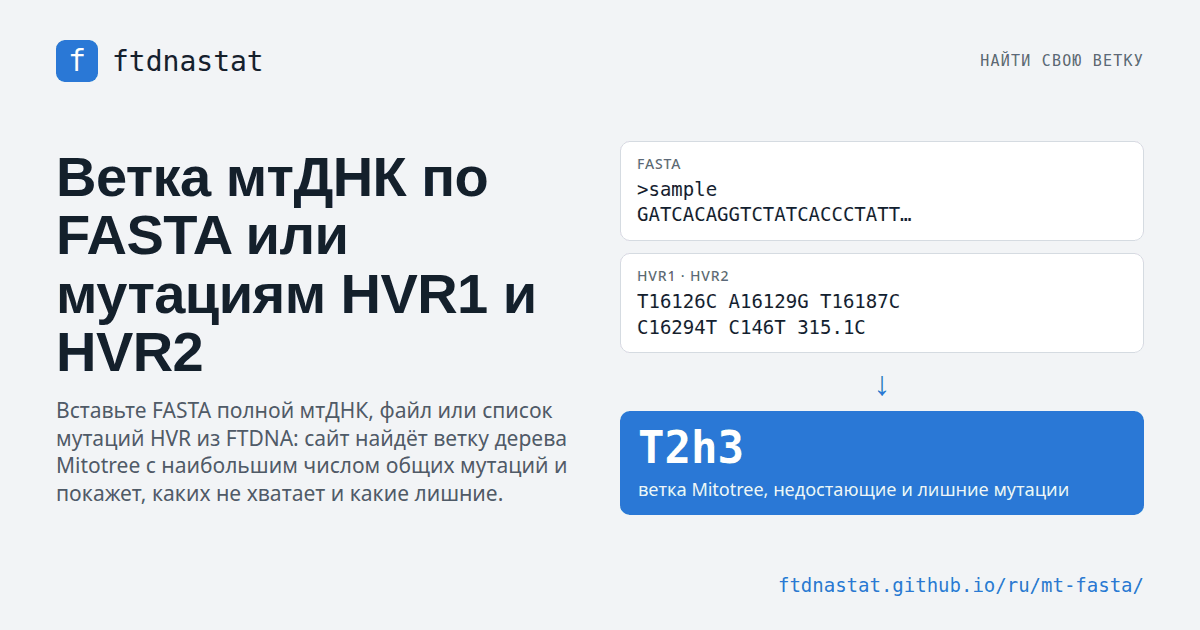 f ftdnastat
НАЙТИ СВОЮ ВЕТКУ
Ветка мтДНК по
FASTA или
мутациям HVR1 и
HVR2
Вставьте FASTA полной мтДНК, файл или список
мутаций HVR из FTDNA: сайт найдёт ветку дерева
Mitotree с наибольшим числом общих мутаций и
покажет, каких не хватает и какие лишние.
FASTA
>sample
GATCACAGGTCTATCACCCTATT…
HVR1 · HVR2
T16126C A16129G T16187C
C16294T C146T 315.1C
↓
T2h3
ветка Mitotree, недостающие и лишние мутации
ftdnastat.github.io/ru/mt-fasta/